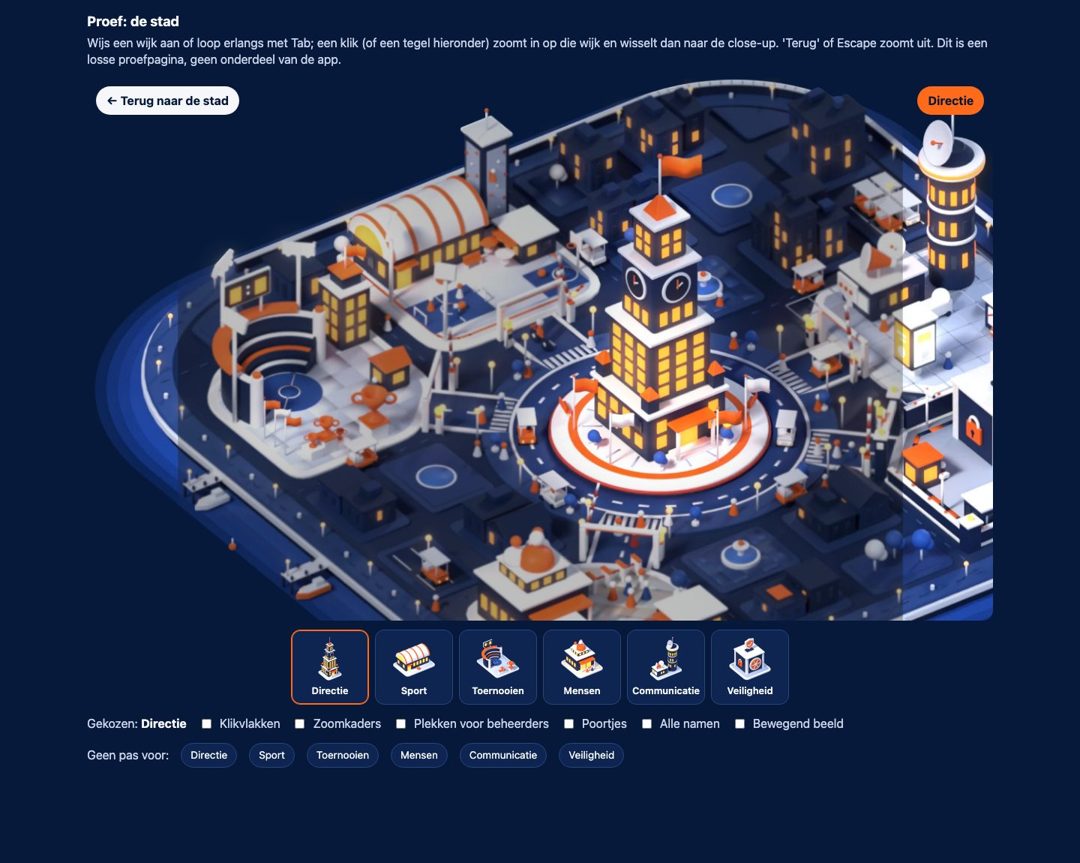 Proef: de stad
Wijs een wijk aan of loop erlangs met Tab; een klik (of een tegel hieronder) zoomt in op die wijk en wisselt dan naar de close-up. 'Terug' of Escape zoomt uit. Dit is een
losse proefpagina, geen onderdeel van de app.
← Terug naar de stad
Directie
Directie
Sport
Toernooien
Mensen
Communicatie
Veiligheid
Gekozen: Directie
Klikvlakken
Zoomkaders
Plekken voor beheerders
Poortjes
Alle namen
Bewegend beeld
Geen pas voor:
Directie
Sport
Toernooien
Mensen
Communicatie
Veiligheid